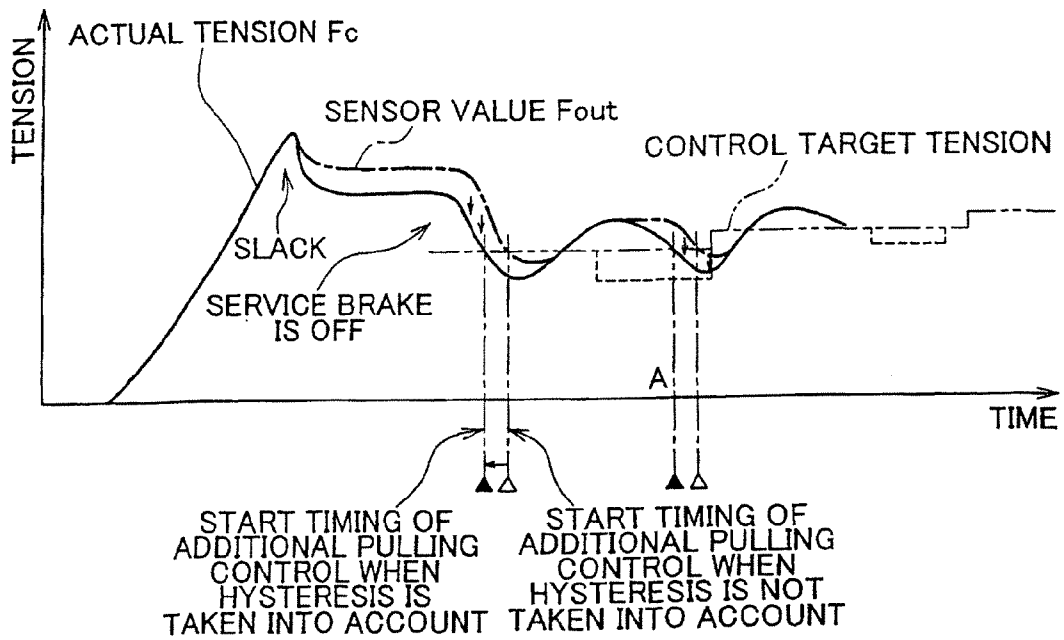 ACTUAL TENSION Fc
TENSION
SENSOR VALUE Fout
CONTROL TARGET TENSION
SLACK
SERVICE BRAKE
IS OFF
A
TIME
START TIMING OF
ADDITIONAL PULLING
CONTROL WHEN
HYSTERESIS IS
TAKEN INTO ACCOUNT
START TIMING OF
ADDITIONAL PULLING
CONTROL WHEN
HYSTERESIS IS NOT
TAKEN INTO ACCOUNT